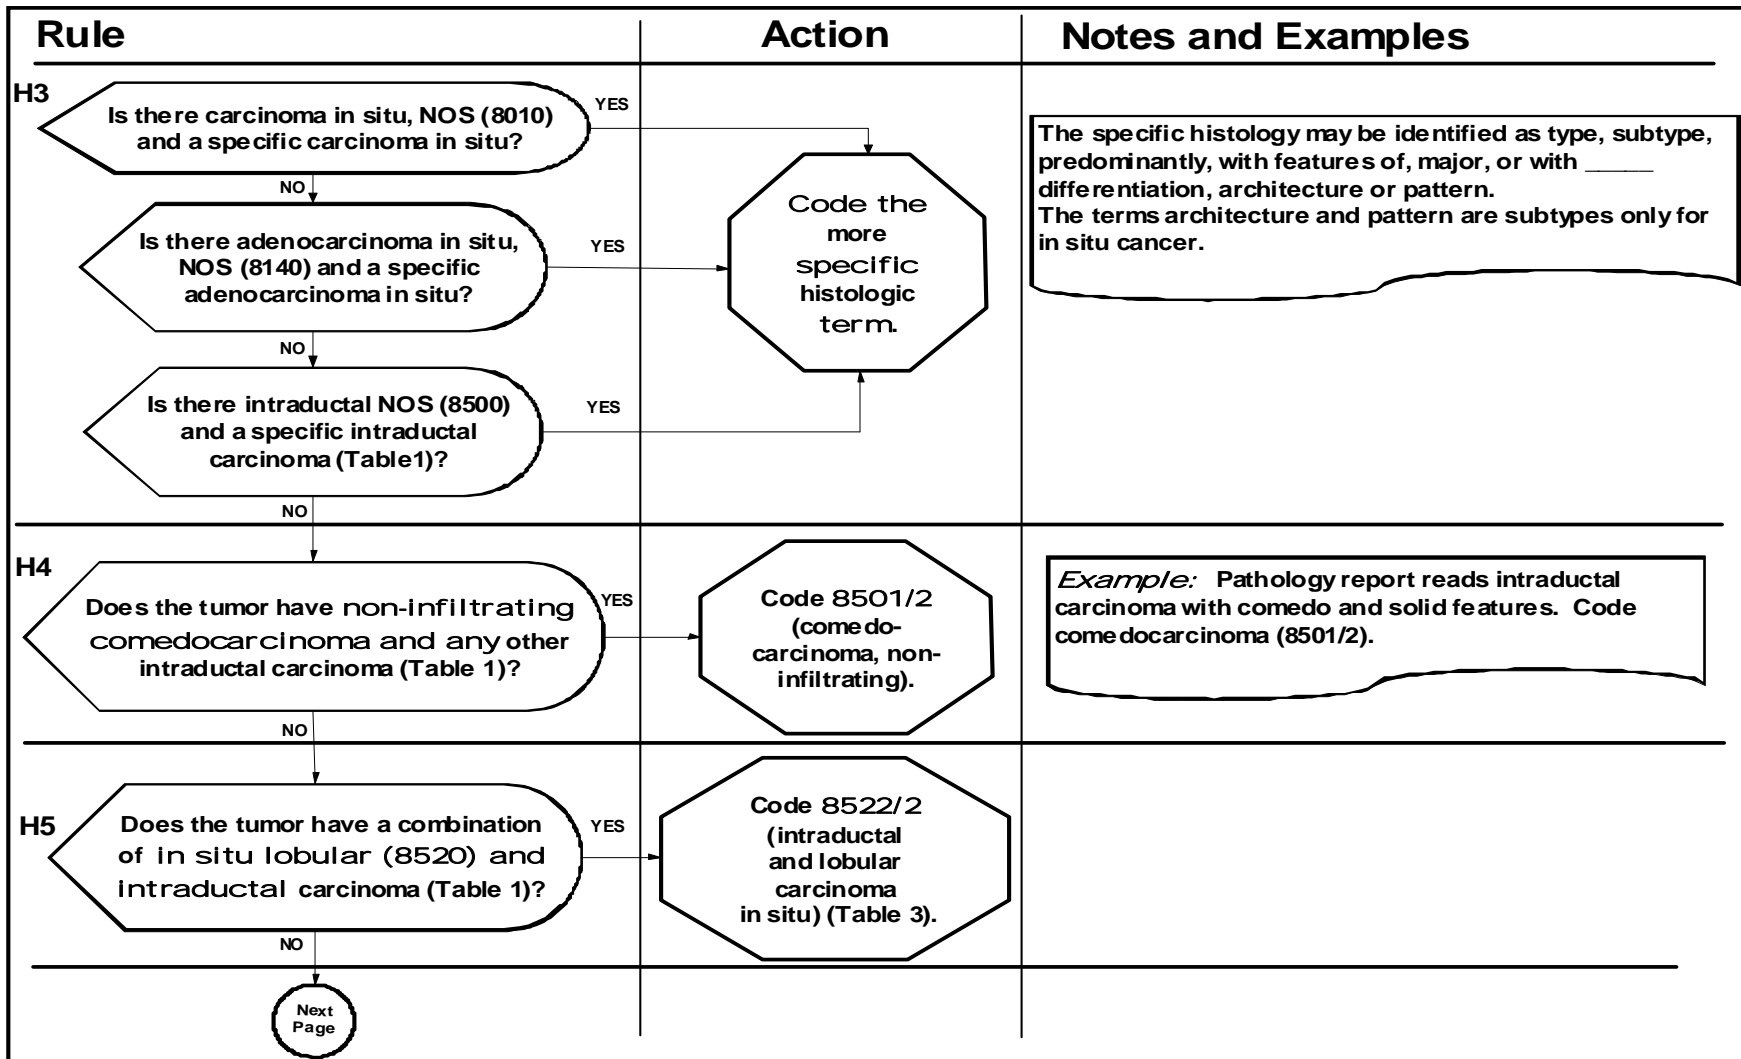 Rule
Action
Notes and Examples
H3
Is there carcinoma in situ, NOS (8010)
and a specific carcinoma in situ?
YES
NO
Is there adenocarcinoma in situ,
NOS (8140) and a specific
adenocarcinoma in situ?
YES
NO
Is there intraductal NOS (8500)
and a specific intraductal
carcinoma (Table1)?
YES
NO
Code the
more
specific
histologic
term.
The specific histology may be identified as type, subtype,
predominantly, with features of, major, or with _____
differentiation, architecture or pattern.
The terms architecture and pattern are subtypes only for
in situ cancer.
H4
Does the tumor have non-infiltrating
comedocarcinoma and any other
intraductal carcinoma (Table 1)?
YES
NO
Code 8501/2
(comedo-
carcinoma, non-
infiltrating).
Example: Pathology report reads intraductal
carcinoma with comedo and solid features. Code
comedocarcinoma (8501/2).
H5
Does the tumor have a combination
of in situ lobular (8520) and
intraductal carcinoma (Table 1)?
YES
NO
Code 8522/2
(intraductal
and lobular
carcinoma
in situ) (Table 3).
Next
Page